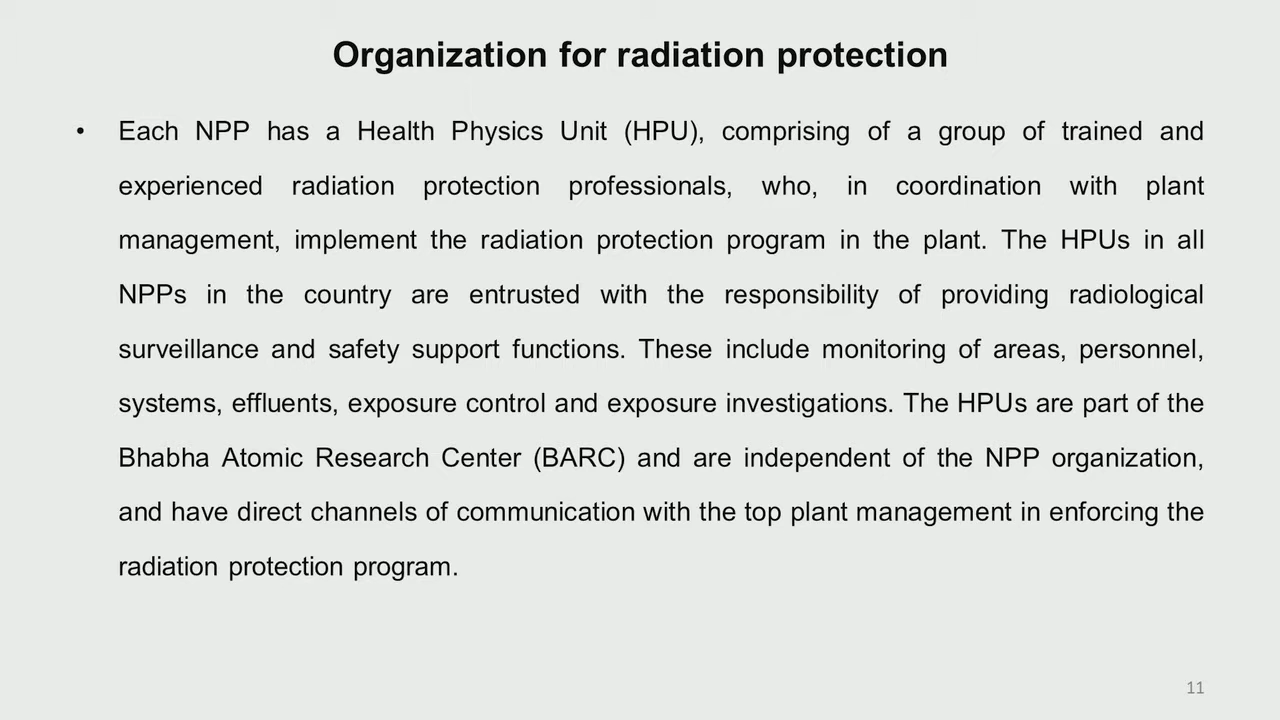 Organization for radiation protection
• Each NPP has a Health Physics Unit (HPU), comprising of a group of trained and
experienced radiation protection professionals, who, in coordination with plant
management, implement the radiation protection program in the plant. The HPUs in all
NPPs in the country are entrusted with the responsibility of providing radiological
surveillance and safety support functions. These include monitoring of areas, personnel,
systems, effluents, exposure control and exposure investigations. The HPUs are part of the
Bhabha Atomic Research Center (BARC) and are independent of the NPP organization,
and have direct channels of communication with the top plant management in enforcing the
radiation protection program.
11